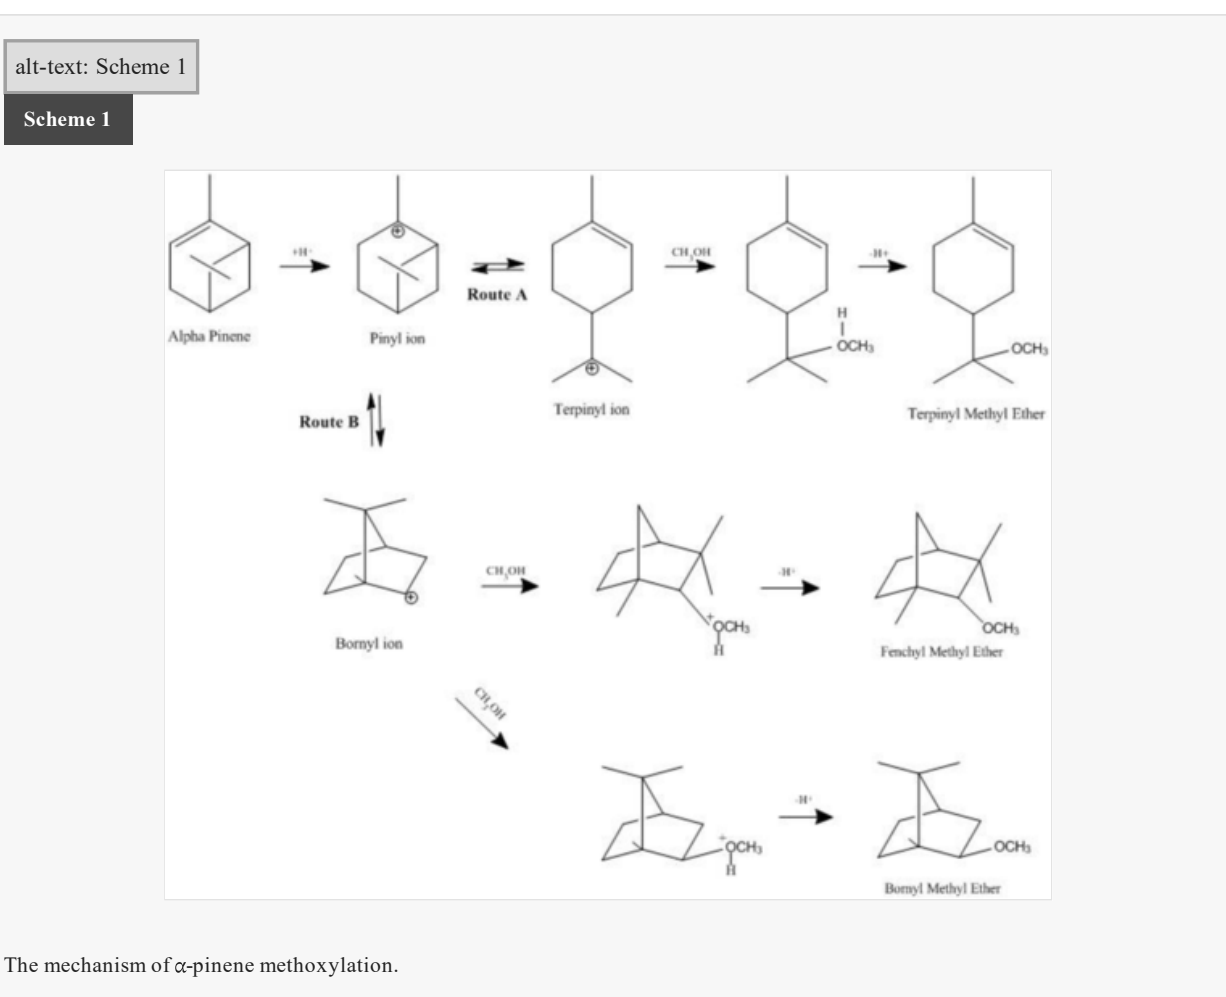 alt-text: Scheme 1
Scheme 1
+H+
CH3OH
-H+
Route A
H
OCH3
OCH3
Alpha Pinene
Pinyl ion
Terpinyl ion
Terpinyl Methyl Ether
Route B
CH3OH
-H+
+
OCH3
H
OCH3
Bornyl ion
Fenchyl Methyl Ether
CH3OH
-H+
+
OCH3
H
OCH3
Bornyl Methyl Ether
The mechanism of α-pinene methoxylation.